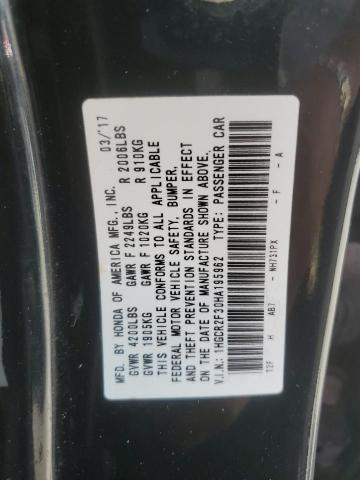 MFD. BY HONDA OF AMERICA MFG., INC. 03/'17
GVWR 4200LBS GAWR F 2249LBS R 2006LBS
GVWR 1905KG GAWR F 1020KG R 910KG
THIS VEHICLE CONFORMS TO ALL APPLICABLE
FEDERAL MOTOR VEHICLE SAFETY, BUMPER,
AND THEFT PREVENTION STANDARDS IN EFFECT
ON THE DATE OF MANUFACTURE SHOWN ABOVE.
V.I.N.: 1HGCR2F30HA195962 TYPE: PASSENGER CAR
T2F H AB7 - NH731PX - F - A